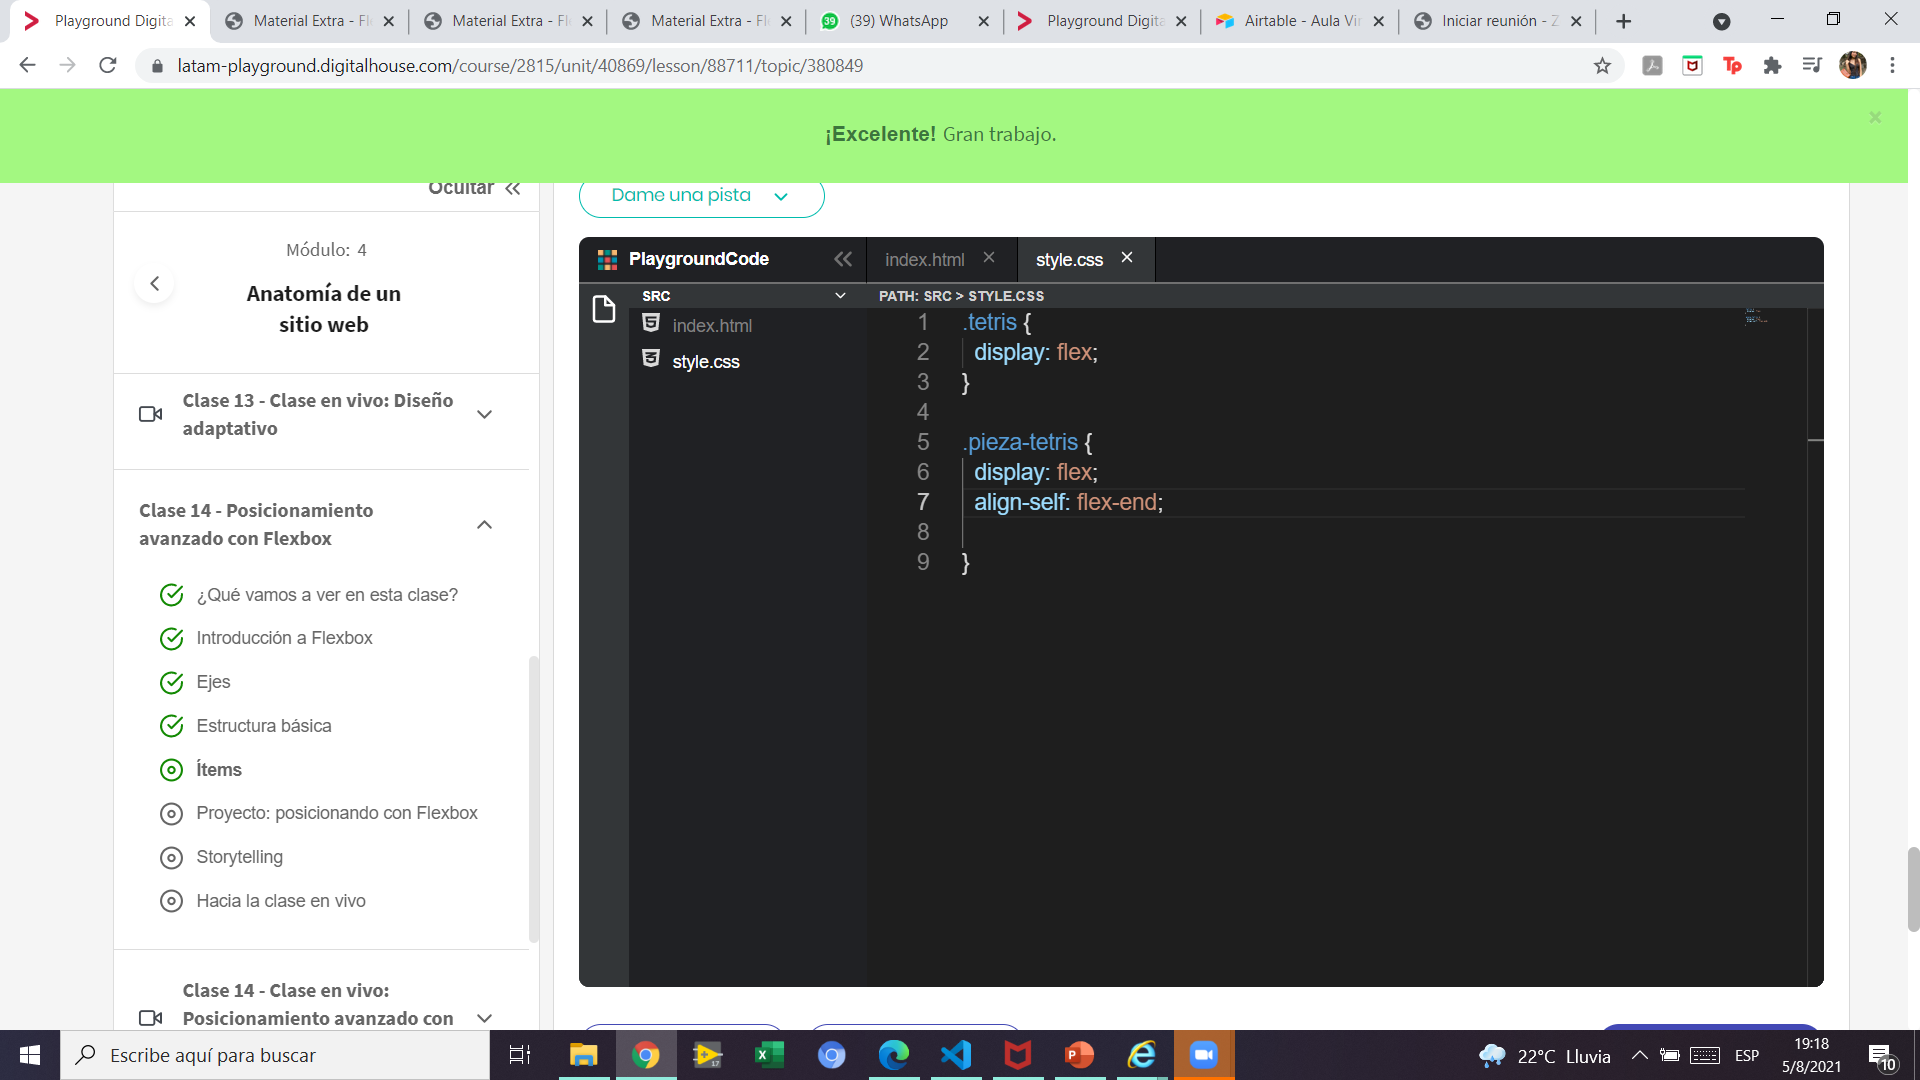 Playground Digita
Material Extra - Fl
Material Extra - Fl
Material Extra - Fl
(39) WhatsApp
Playground Digita
Airtable - Aula Vir
Iniciar reunión - Z
latam-playground.digitalhouse.com/course/2815/unit/40869/lesson/88711/topic/380849
¡Excelente! Gran trabajo.
Ocultar
Módulo: 4
Anatomía de un
sitio web
Clase 13 - Clase en vivo: Diseño
adaptativo
Clase 14 - Posicionamiento
avanzado con Flexbox
¿Qué vamos a ver en esta clase?
Introducción a Flexbox
Ejes
Estructura básica
Ítems
Proyecto: posicionando con Flexbox
Storytelling
Hacia la clase en vivo
Clase 14 - Clase en vivo:
Posicionamiento avanzado con
Dame una pista
PlaygroundCode
index.html
style.css
SRC
PATH: SRC > STYLE.CSS
index.html
style.css
1 .tetris {
2 display: flex;
3 }
4
5 .pieza-tetris {
6 display: flex;
7 align-self: flex-end;
8
9 }
Escribe aquí para buscar
22°C Lluvia
ESP
19:18
5/8/2021
10